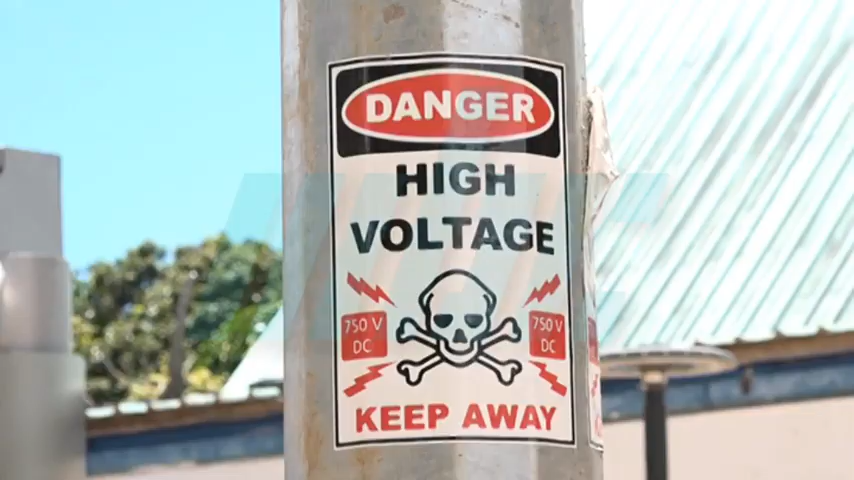 DANGER
HIGH
VOLTAGE
750 V
DC
750 V
DC
KEEP AWAY